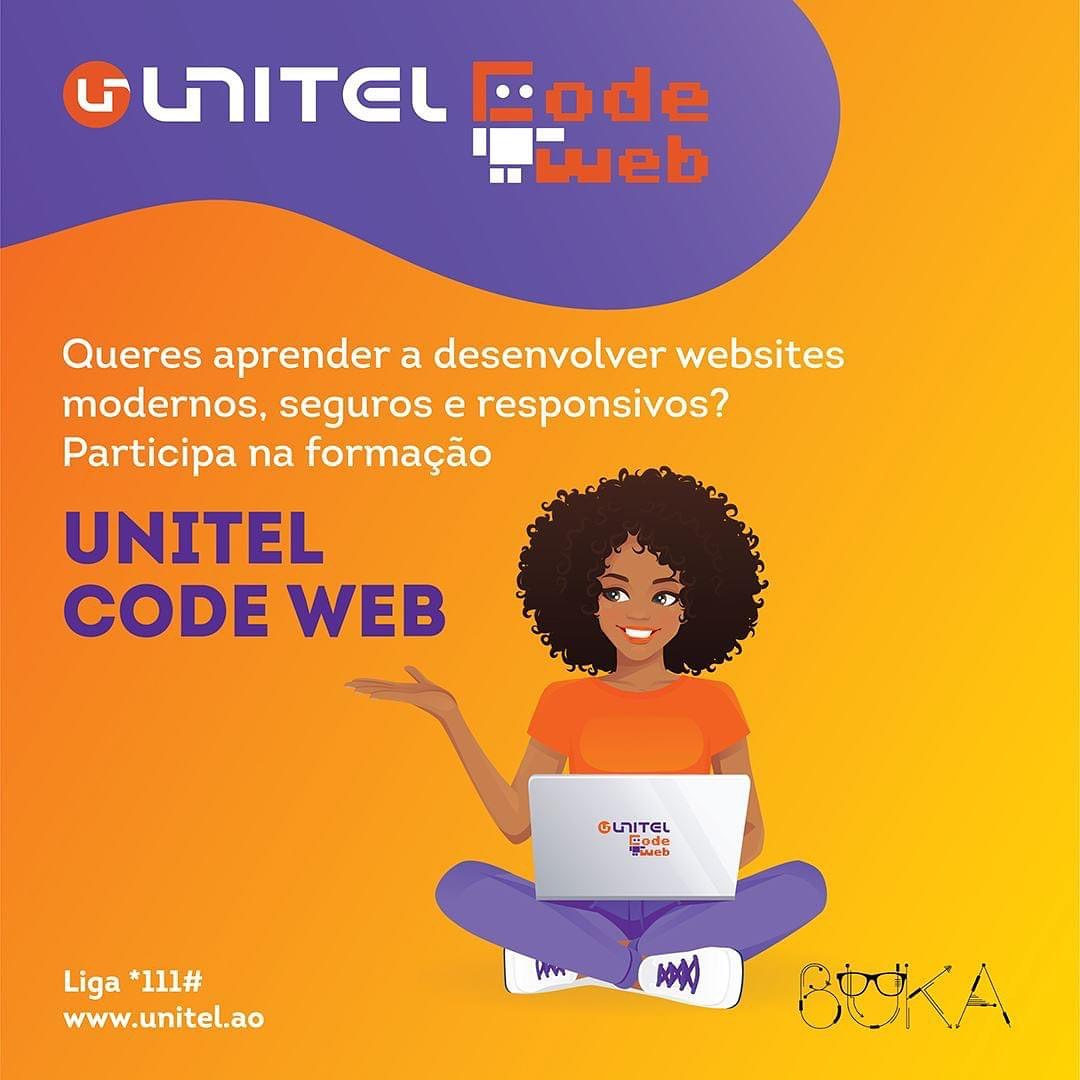 UNITEL Code
web
Queres aprender a desenvolver websites
modernos, seguros e responsivos?
Participa na formação
UNITEL
CODE WEB
UNITEL
Code
web
Liga *111#
www.unitel.ao
BUKA